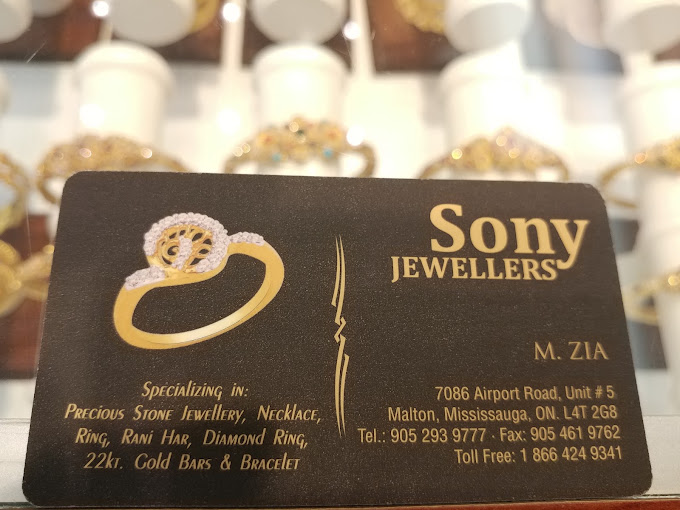 Sony
JEWELLERS
M. ZIA
7086 Airport Road, Unit # 5
Malton, Mississauga, ON. L4T 2G8
Tel.: 905 293 9777 · Fax: 905 461 9762
Toll Free: 1 866 424 9341
Specializing in:
Precious Stone Jewellery, Necklace,
Ring, Rani Har, Diamond Ring,
22kt. Gold Bars & Bracelet